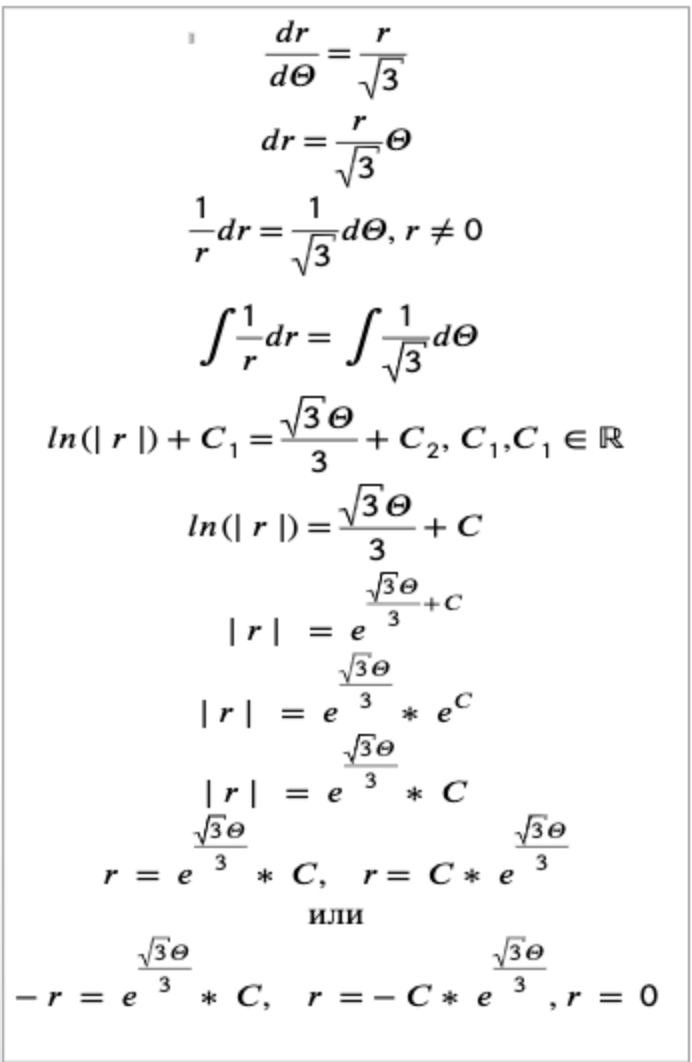 dr/dΘ = r/√3
dr = r/√3 Θ
1/r dr = 1/√3 dΘ, r ≠ 0
∫ 1/r dr = ∫ 1/√3 dΘ
ln(| r |) + C₁ = √3Θ/3 + C₂, C₁,C₁ ∈ ℝ
ln(| r |) = √3Θ/3 + C
| r | = e^(√3Θ/3 + C)
| r | = e^(√3Θ/3) * e^C
| r | = e^(√3Θ/3) * C
r = e^(√3Θ/3) * C, r = C * e^(√3Θ/3)
или
− r = e^(√3Θ/3) * C, r = − C * e^(√3Θ/3), r = 0